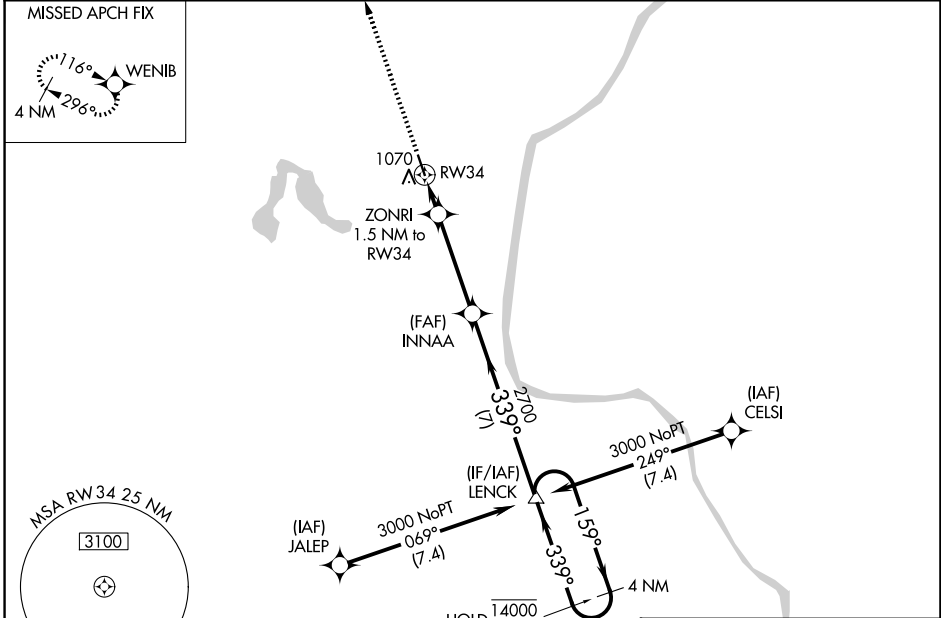 MISSED APCH FIX
116°
WENIB
4 NM
296°
1070
RW34
ZONRI
1.5 NM to
RW34
(FAF)
INNAA
2700
339°
(7)
(IAF)
CELSI
3000 NoPT
249°
(7.4)
(IF/IAF)
LENCK
MSA RW34 25 NM
3100
(IAF)
JALEP
3000 NoPT
069°
(7.4)
159°
339°
4 NM
HOLD 14000